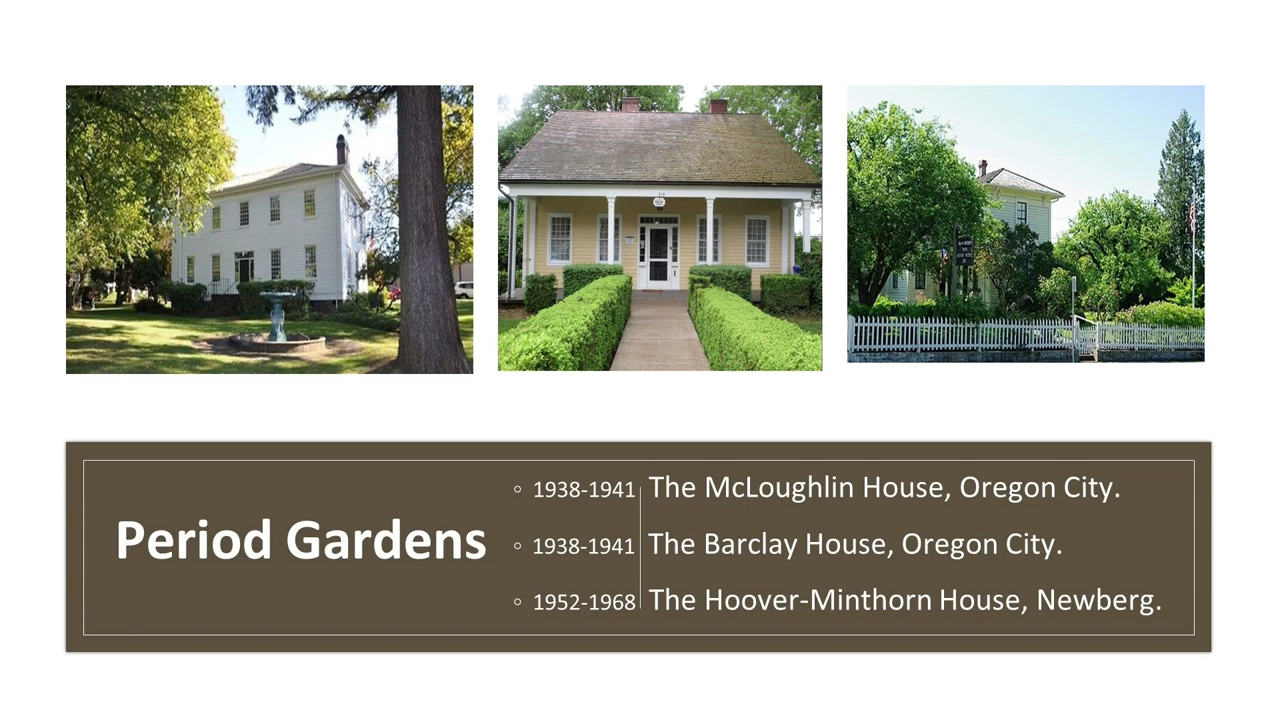 Period Gardens
◦ 1938-1941 The McLoughlin House, Oregon City.
◦ 1938-1941 The Barclay House, Oregon City.
◦ 1952-1968 The Hoover-Minthorn House, Newberg.